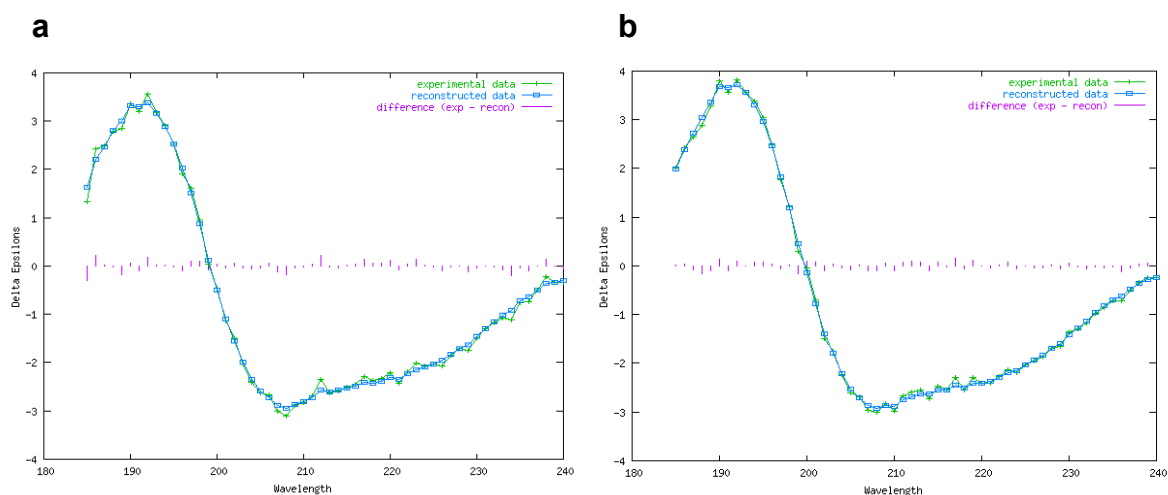 a
4
3
2
1
0
-1
-2
-3
-4
180
190
200
210
220
230
240
Delta Epsilons
Wavelength
experimental data
reconstructed data
difference (exp - recon)
b
4
3
2
1
0
-1
-2
-3
-4
180
190
200
210
220
230
240
Delta Epsilons
Wavelength
experimental data
reconstructed data
difference (exp - recon)